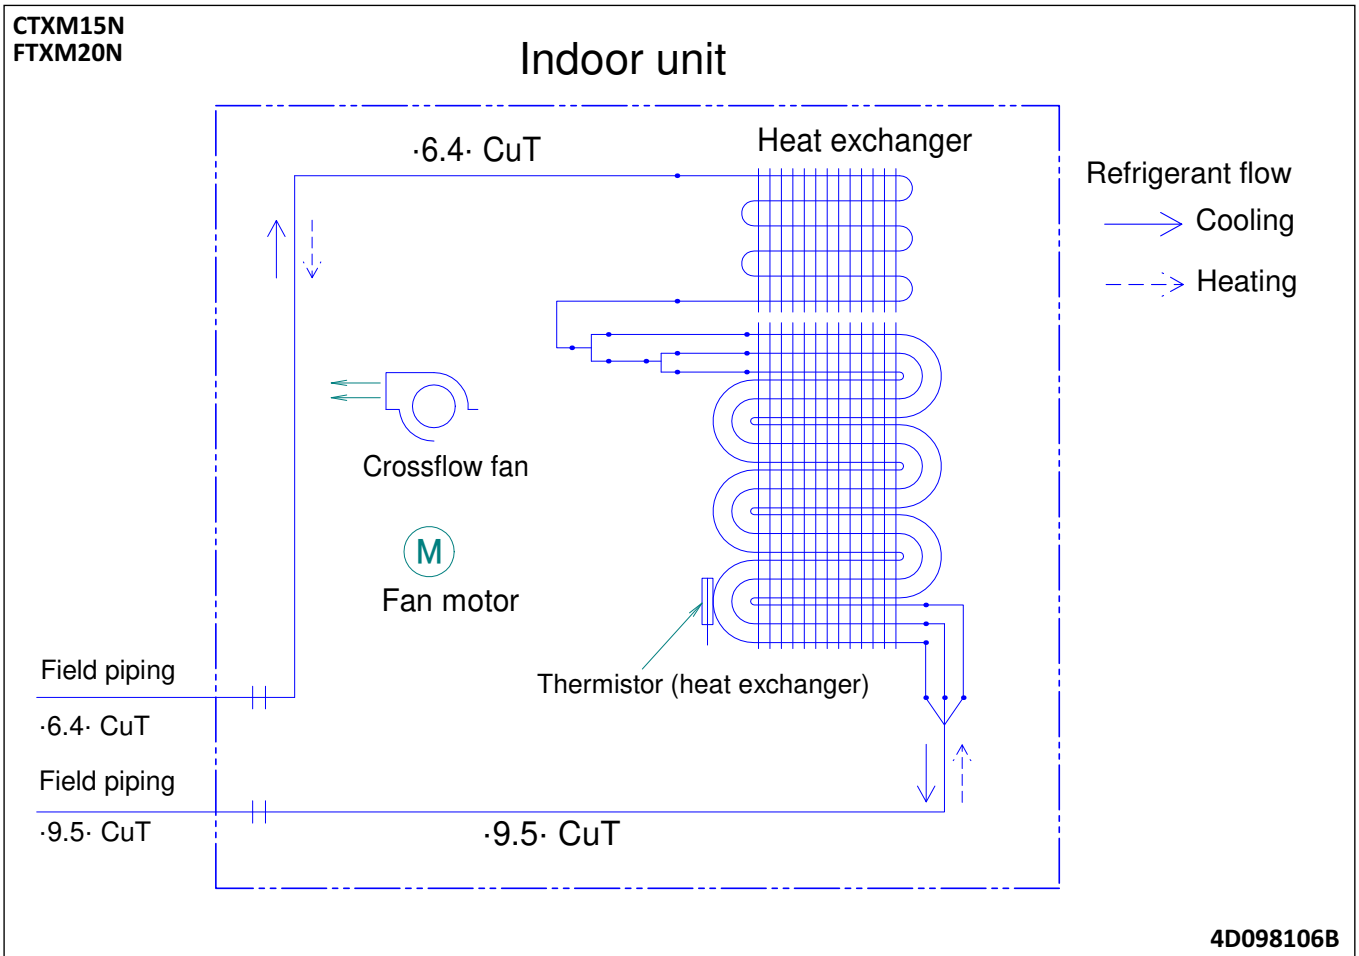 CTXM15N
FTXM20N
Indoor unit
·6.4· CuT
Heat exchanger
Refrigerant flow
Cooling
Heating
Crossflow fan
M
Fan motor
Thermistor (heat exchanger)
Field piping
·6.4· CuT
Field piping
·9.5· CuT
·9.5· CuT
4D098106B